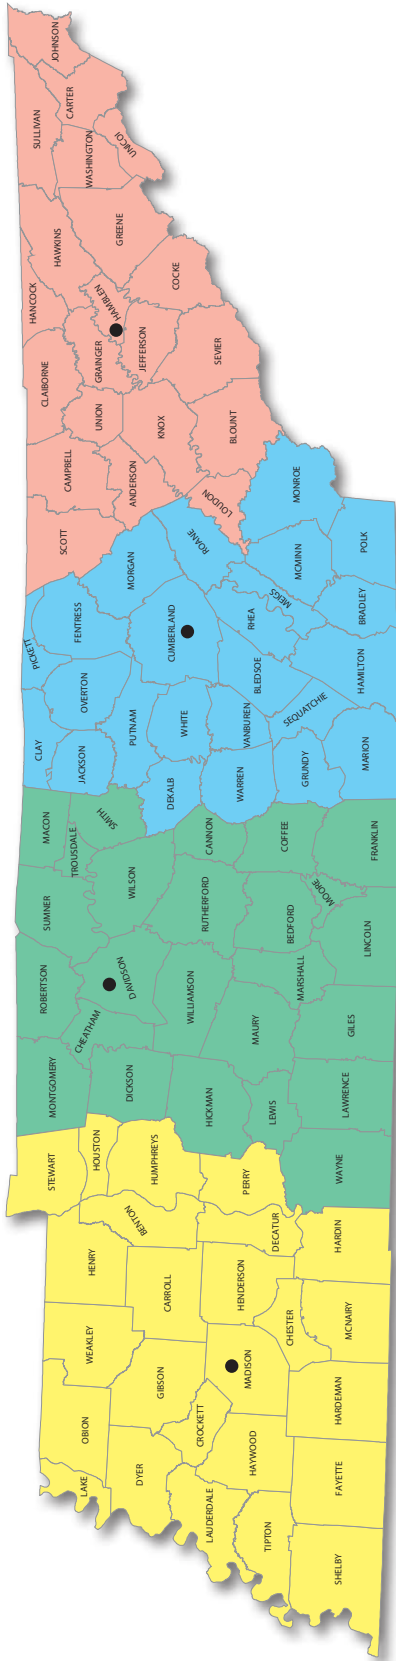 JOHNSON
CARTER
SULLIVAN
UNICOI
WASHINGTON
GREENE
HAWKINS
COCKE
HANCOCK
HAMBLEN
JEFFERSON
SEVIER
GRAINGER
CLAIBORNE
UNION
KNOX
BLOUNT
CAMPBELL
ANDERSON
LOUDON
MONROE
SCOTT
ROANE
POLK
MORGAN
MCMINN
MEIGS
BRADLEY
FENTRESS
CUMBERLAND
RHEA
PICKETT
BLEDSOE
HAMILTON
OVERTON
SEQUATCHIE
PUTNAM
WHITE
VANBUREN
CLAY
JACKSON
GRUNDY
MARION
DEKALB
WARREN
MACON
SMITH
TROUSDALE
CANNON
COFFEE
FRANKLIN
WILSON
RUTHERFORD
MOORE
SUMNER
BEDFORD
LINCOLN
ROBERTSON
DAVIDSON
MARSHALL
WILLIAMSON
CHEATHAM
MAURY
GILES
MONTGOMERY
DICKSON
HICKMAN
LEWIS
LAWRENCE
STEWART
HOUSTON
HUMPHREYS
PERRY
WAYNE
BENTON
DECATUR
HARDIN
HENRY
CARROLL
HENDERSON
CHESTER
MCNAIRY
WEAKLEY
GIBSON
MADISON
HARDEMAN
OBION
CROCKETT
HAYWOOD
LAKE
DYER
FAYETTE
LAUDERDALE
TIPTON
SHELBY